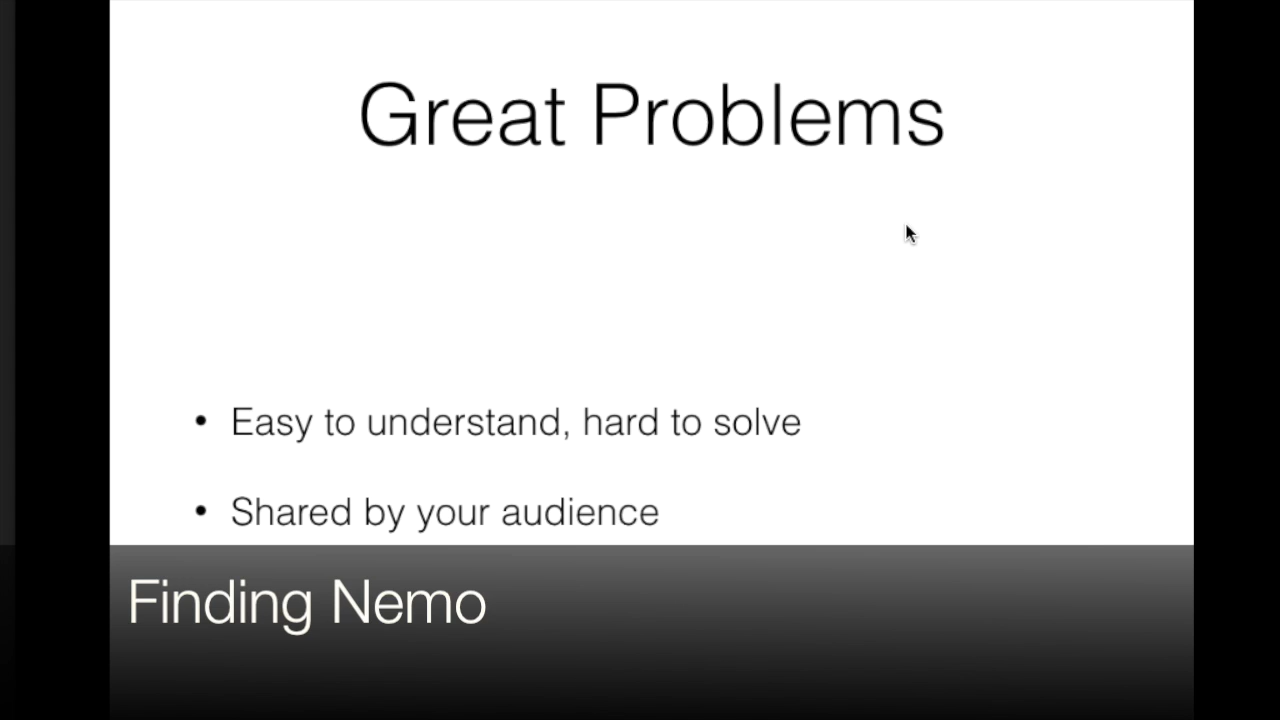 Great Problems
• Easy to understand, hard to solve
• Shared by your audience
Finding Nemo